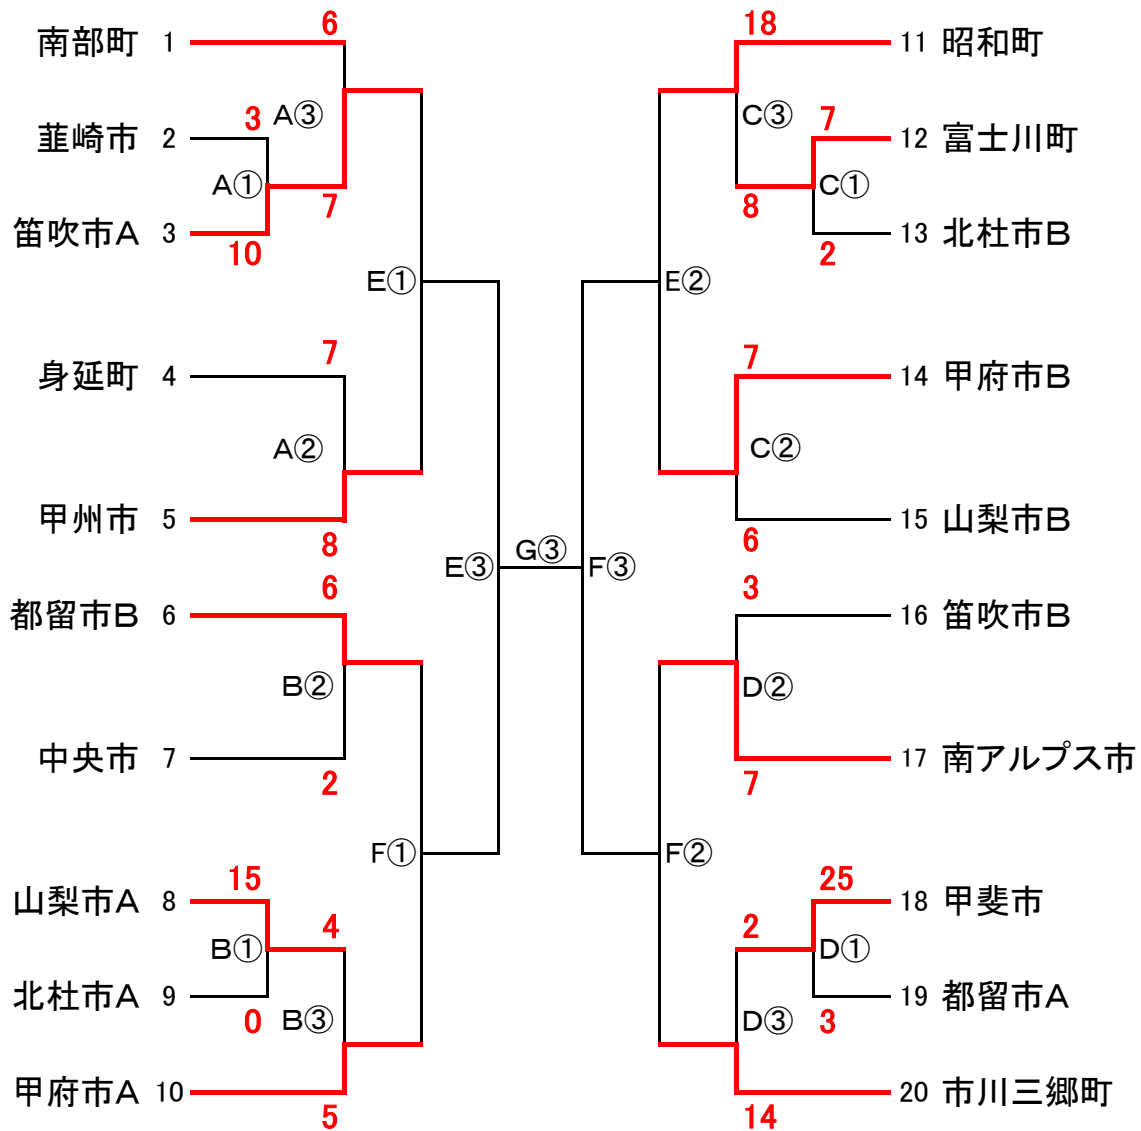 南部町 1 6
韮崎市 2 3
A① A③
笛吹市A 3 10 7
E①
身延町 4 7
A②
甲州市 5 8
都留市B 6 6
B②
中央市 7 2
F①
山梨市A 8 15 4
B① B③
北杜市A 9 0
甲府市A 10 5
E③ G③ F③
18 11 昭和町
7 12 富士川町
C③ C①
8 2 13 北杜市B
E②
7 14 甲府市B
C②
6 15 山梨市B
3 16 笛吹市B
D②
7 17 南アルプス市
F②
2 25 18 甲斐市
D① D③
3 19 都留市A
14 20 市川三郷町